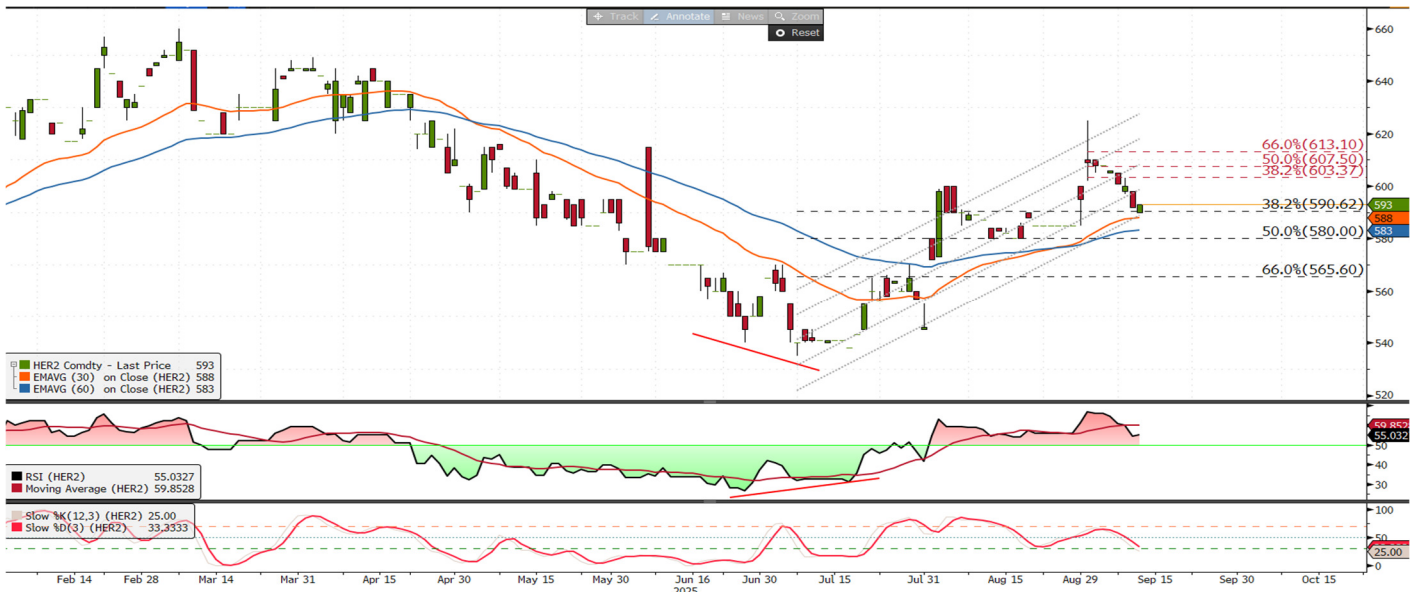 Track Annotate News Zoom
Reset
660
640
620
600
580
560
540
520
66.0%(613.10)
50.0%(607.50)
38.2%(603.37)
38.2%(590.62)
50.0%(580.00)
66.0%(565.60)
593
588
583
HER2 Comdty - Last Price 593
EMAVG (30) on Close (HER2) 588
EMAVG (60) on Close (HER2) 583
59.8528
55.032
50
40
30
RSI (HER2) 55.0327
Moving Average (HER2) 59.8528
Slow %K(12,3) (HER2) 25.00
Slow %D(3) (HER2) 33.3333
100
50
25.00
0
Feb 14 Feb 28 Mar 14 Mar 31 Apr 15 Apr 30 May 15 May 30 Jun 16 Jun 30 Jul 15 Jul 31 Aug 15 Aug 29 Sep 15 Sep 30 Oct 15
2025